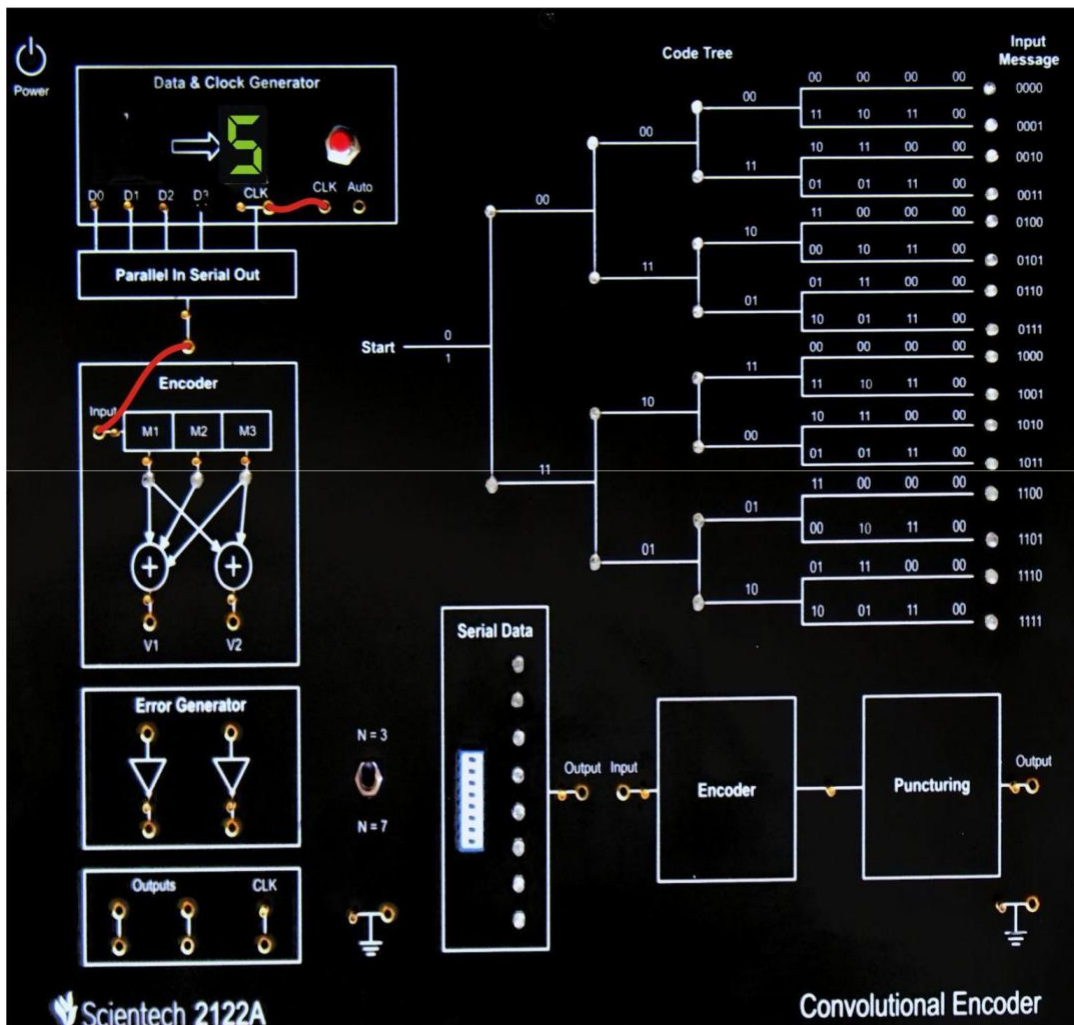 Power
Data & Clock Generator
5
D0 D1 D2 D3 CLK CLK Auto
Parallel In Serial Out
Encoder
Input
M1 M2 M3
+ +
V1 V2
Error Generator
Outputs CLK
N = 3
N = 7
Code Tree
Input
Message
Start
0
1
00
11
00
11
10
01
00
11
10
01
11
00
01
10
00 00 00 00 0000
11 10 11 00 0001
10 11 00 00 0010
01 01 11 00 0011
11 00 00 00 0100
00 10 11 00 0101
01 11 00 00 0110
10 01 11 00 0111
00 00 00 00 1000
11 10 11 00 1001
10 11 00 00 1010
01 01 11 00 1011
11 00 00 00 1100
00 10 11 00 1101
01 11 00 00 1110
10 01 11 00 1111
Serial Data
Output
Input
Encoder
Puncturing
Output
Scientech 2122A
Convolutional Encoder